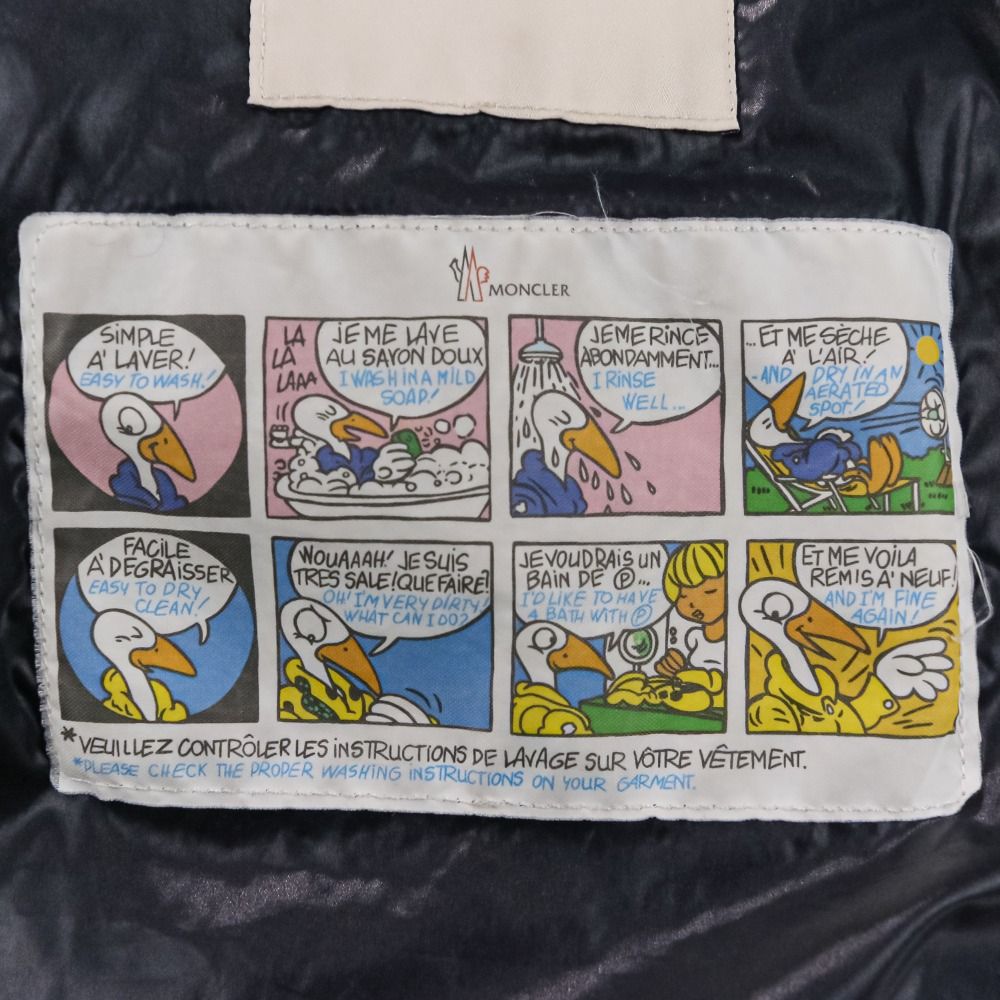 MONCLER
SIMPLE
A' LAVER!
EASY TO WASH!
LA
LA
LAAA
JE ME LAVE
AU SAYON DOUX
I WASH IN A MILD
SOAP!
JE ME RINCE
ABONDAMMENT...
I RINSE
WELL...
...ET ME SÈCHE
A' L'AIR!
-AND DRY IN AN
AERATED
SPOT!
FACILE
A' DEGRAISSER
EASY TO DRY
CLEAN!
WOUAAAH! JE SUIS
TRES SALE! QUE FAIRE?
OH! I'M VERY DIRTY!
WHAT CAN I DO?
JE VOUDRAIS UN
BAIN DE Ⓟ...
I'D LIKE TO HAVE
A BATH WITH Ⓟ
ET ME VOILA
REMIS A' NEUF!
AND I'M FINE
AGAIN!
*VEUILLEZ CONTRÔLER LES INSTRUCTIONS DE LAVAGE SUR VÔTRE VÊTEMENT.
*PLEASE CHECK THE PROPER WASHING INSTRUCTIONS ON YOUR GARMENT.